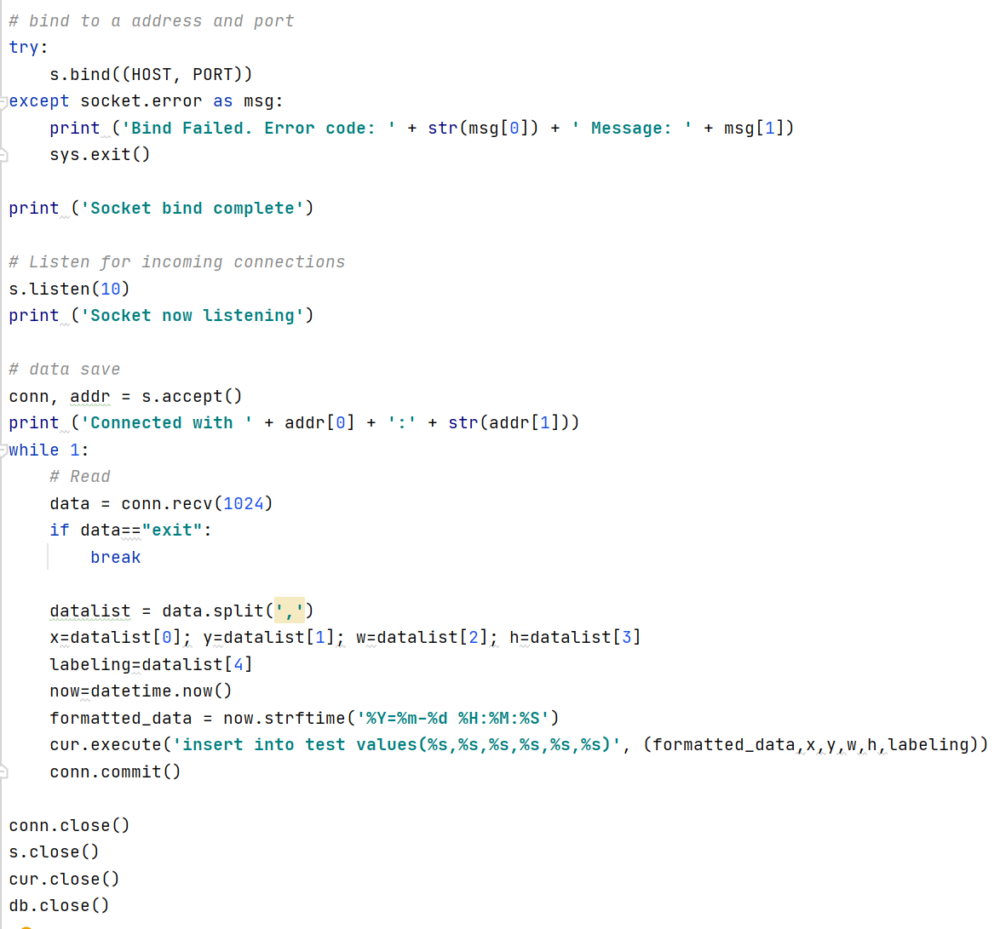 # bind to a address and port
try:
    s.bind((HOST, PORT))
except socket.error as msg:
    print ('Bind Failed. Error code: ' + str(msg[0]) + ' Message: ' + msg[1])
    sys.exit()

print ('Socket bind complete')

# Listen for incoming connections
s.listen(10)
print ('Socket now listening')

# data save
conn, addr = s.accept()
print ('Connected with ' + addr[0] + ':' + str(addr[1]))
while 1:
    # Read
    data = conn.recv(1024)
    if data=="exit":
        break

    datalist = data.split(',')
    x=datalist[0]; y=datalist[1]; w=datalist[2]; h=datalist[3]
    labeling=datalist[4]
    now=datetime.now()
    formatted_data = now.strftime('%Y=%m-%d %H:%M:%S')
    cur.execute('insert into test values(%s,%s,%s,%s,%s,%s)', (formatted_data,x,y,w,h,labeling))
    conn.commit()

conn.close()
s.close()
cur.close()
db.close()